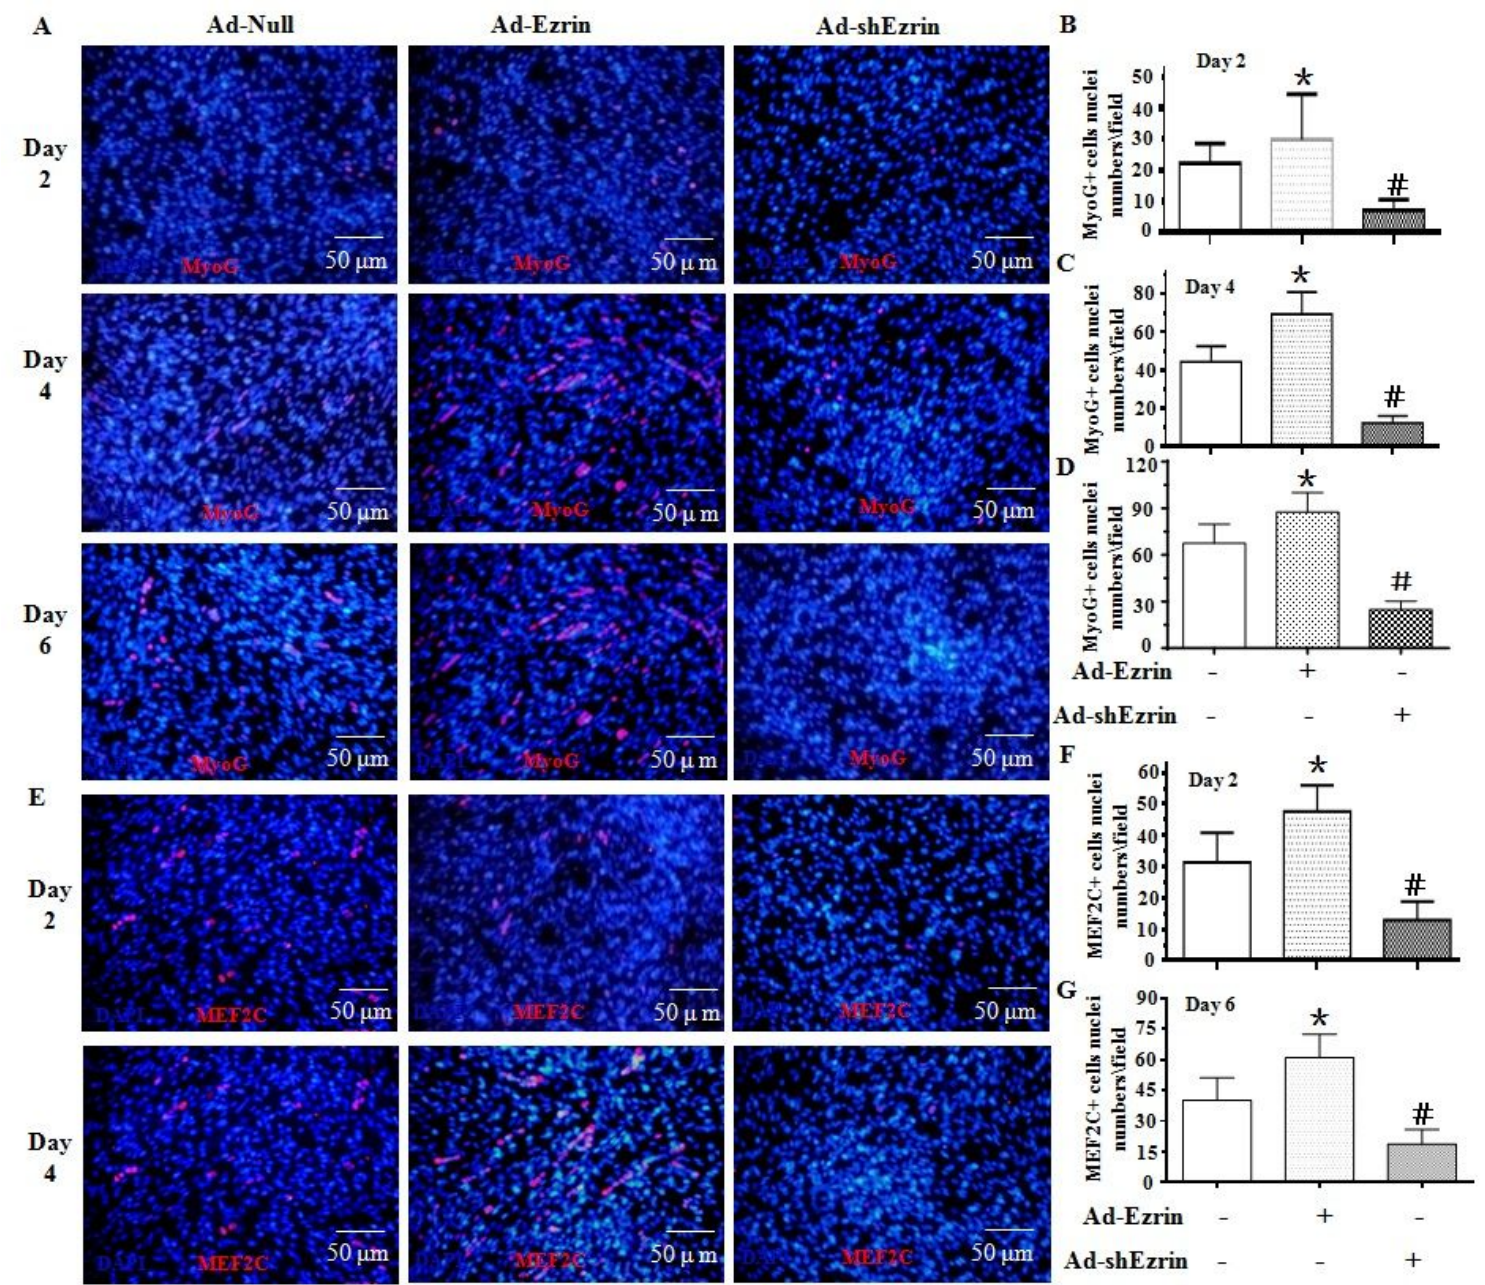 A
Ad-Null
Ad-Ezrin
Ad-shEzrin
Day
2
MyoG
50 μm
MyoG
50 μm
MyoG
50 μm
Day
4
MyoG
50 μm
MyoG
50 μm
MyoG
50 μm
Day
6
MyoG
50 μm
MyoG
50 μm
MyoG
50 μm
E
Day
2
DAPI
MEF2C
50 μm
MEF2C
50 μm
MEF2C
50 μm
Day
4
DAPI
MEF2C
50 μm
MEF2C
50 μm
MEF2C
50 μm
B
Day 2
MyoG+ cells nuclei
numbers\field
50
40
30
20
10
0
*
#
C
Day 4
MyoG+ cells nuclei
numbers\field
80
60
40
20
0
*
#
D
MyoG+ cells nuclei
numbers\field
120
90
60
30
0
*
#
Ad-Ezrin - + -
Ad-shEzrin - - +
F
Day 2
MEF2C+ cells nuclei
numbers\field
60
50
40
30
20
10
0
*
#
G
Day 6
MEF2C+ cells nuclei
numbers\field
90
75
60
45
30
15
0
*
#
Ad-Ezrin - + -
Ad-shEzrin - - +